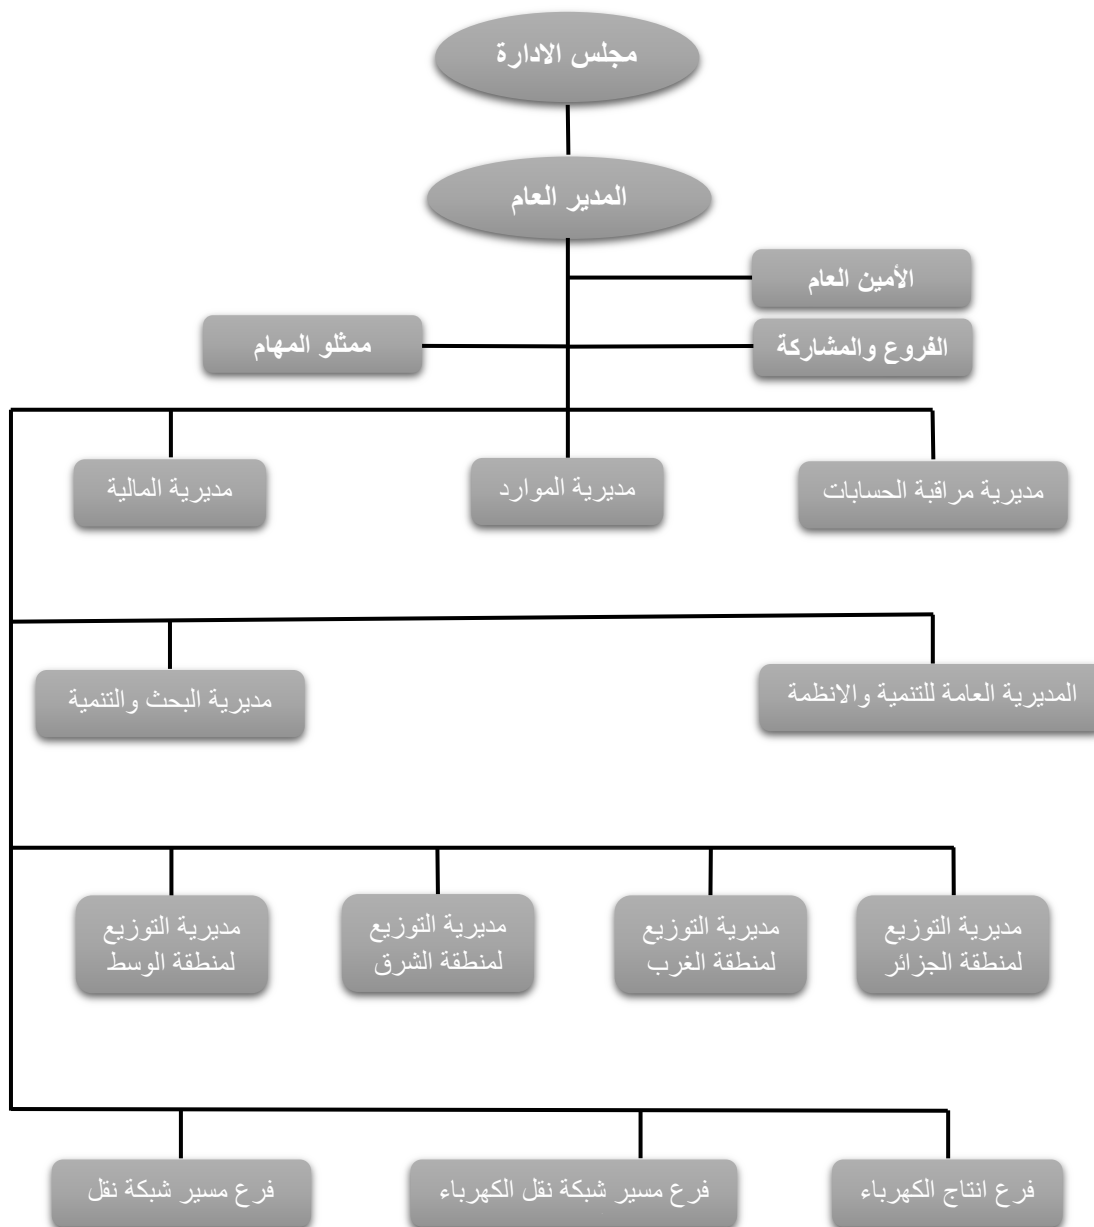 مجلس الادارة
المدير العام
الأمين العام
الفروع والمشاركة
ممثلو المهام
مديرية مراقبة الحسابات
مديرية الموارد
مديرية المالية
المديرية العامة للتنمية والانظمة
مديرية البحث والتنمية
مديرية التوزيع
لمنطقة الجزائر
مديرية التوزيع
لمنطقة الغرب
مديرية التوزيع
لمنطقة الشرق
مديرية التوزيع
لمنطقة الوسط
فرع انتاج الكهرباء
فرع مسير شبكة نقل الكهرباء
فرع مسير شبكة نقل